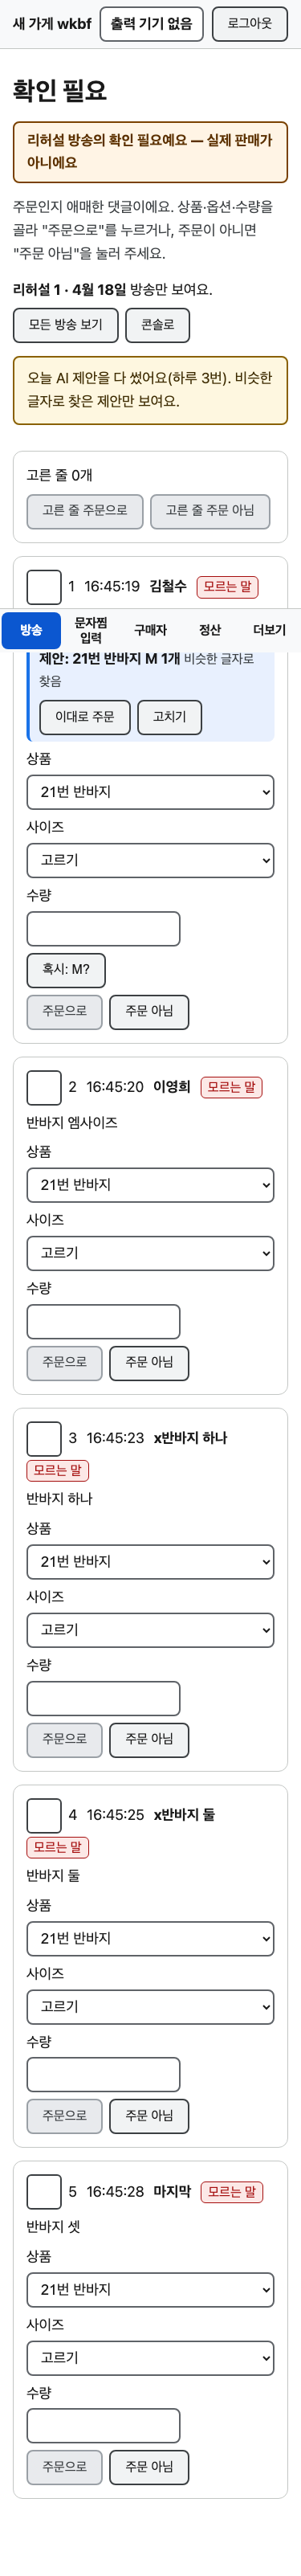 새 가게 wkbf
출력 기기 없음
로그아웃
확인 필요
리허설 방송의 확인 필요예요 — 실제 판매가
아니에요
주문인지 애매한 댓글이에요. 상품·옵션·수량을
골라 "주문으로"를 누르거나, 주문이 아니면
"주문 아님"을 눌러 주세요.
리허설 1 · 4월 18일 방송만 보여요.
모든 방송 보기
콘솔로
오늘 AI 제안을 다 썼어요(하루 3번). 비슷한
글자로 찾은 제안만 보여요.
고른 줄 0개
고른 줄 주문으로
고른 줄 주문 아님
1 16:45:19 김철수 모르는 말
방송
문자찜
입력
구매자
정산
더보기
제안: 21번 반바지 M 1개 비슷한 글자로
찾음
이대로 주문
고치기
상품
21번 반바지
사이즈
고르기
수량
혹시: M?
주문으로
주문 아님
2 16:45:20 이영희 모르는 말
반바지 엠사이즈
상품
21번 반바지
사이즈
고르기
수량
주문으로
주문 아님
3 16:45:23 x반바지 하나
모르는 말
반바지 하나
상품
21번 반바지
사이즈
고르기
수량
주문으로
주문 아님
4 16:45:25 x반바지 둘
모르는 말
반바지 둘
상품
21번 반바지
사이즈
고르기
수량
주문으로
주문 아님
5 16:45:28 마지막 모르는 말
반바지 셋
상품
21번 반바지
사이즈
고르기
수량
주문으로
주문 아님